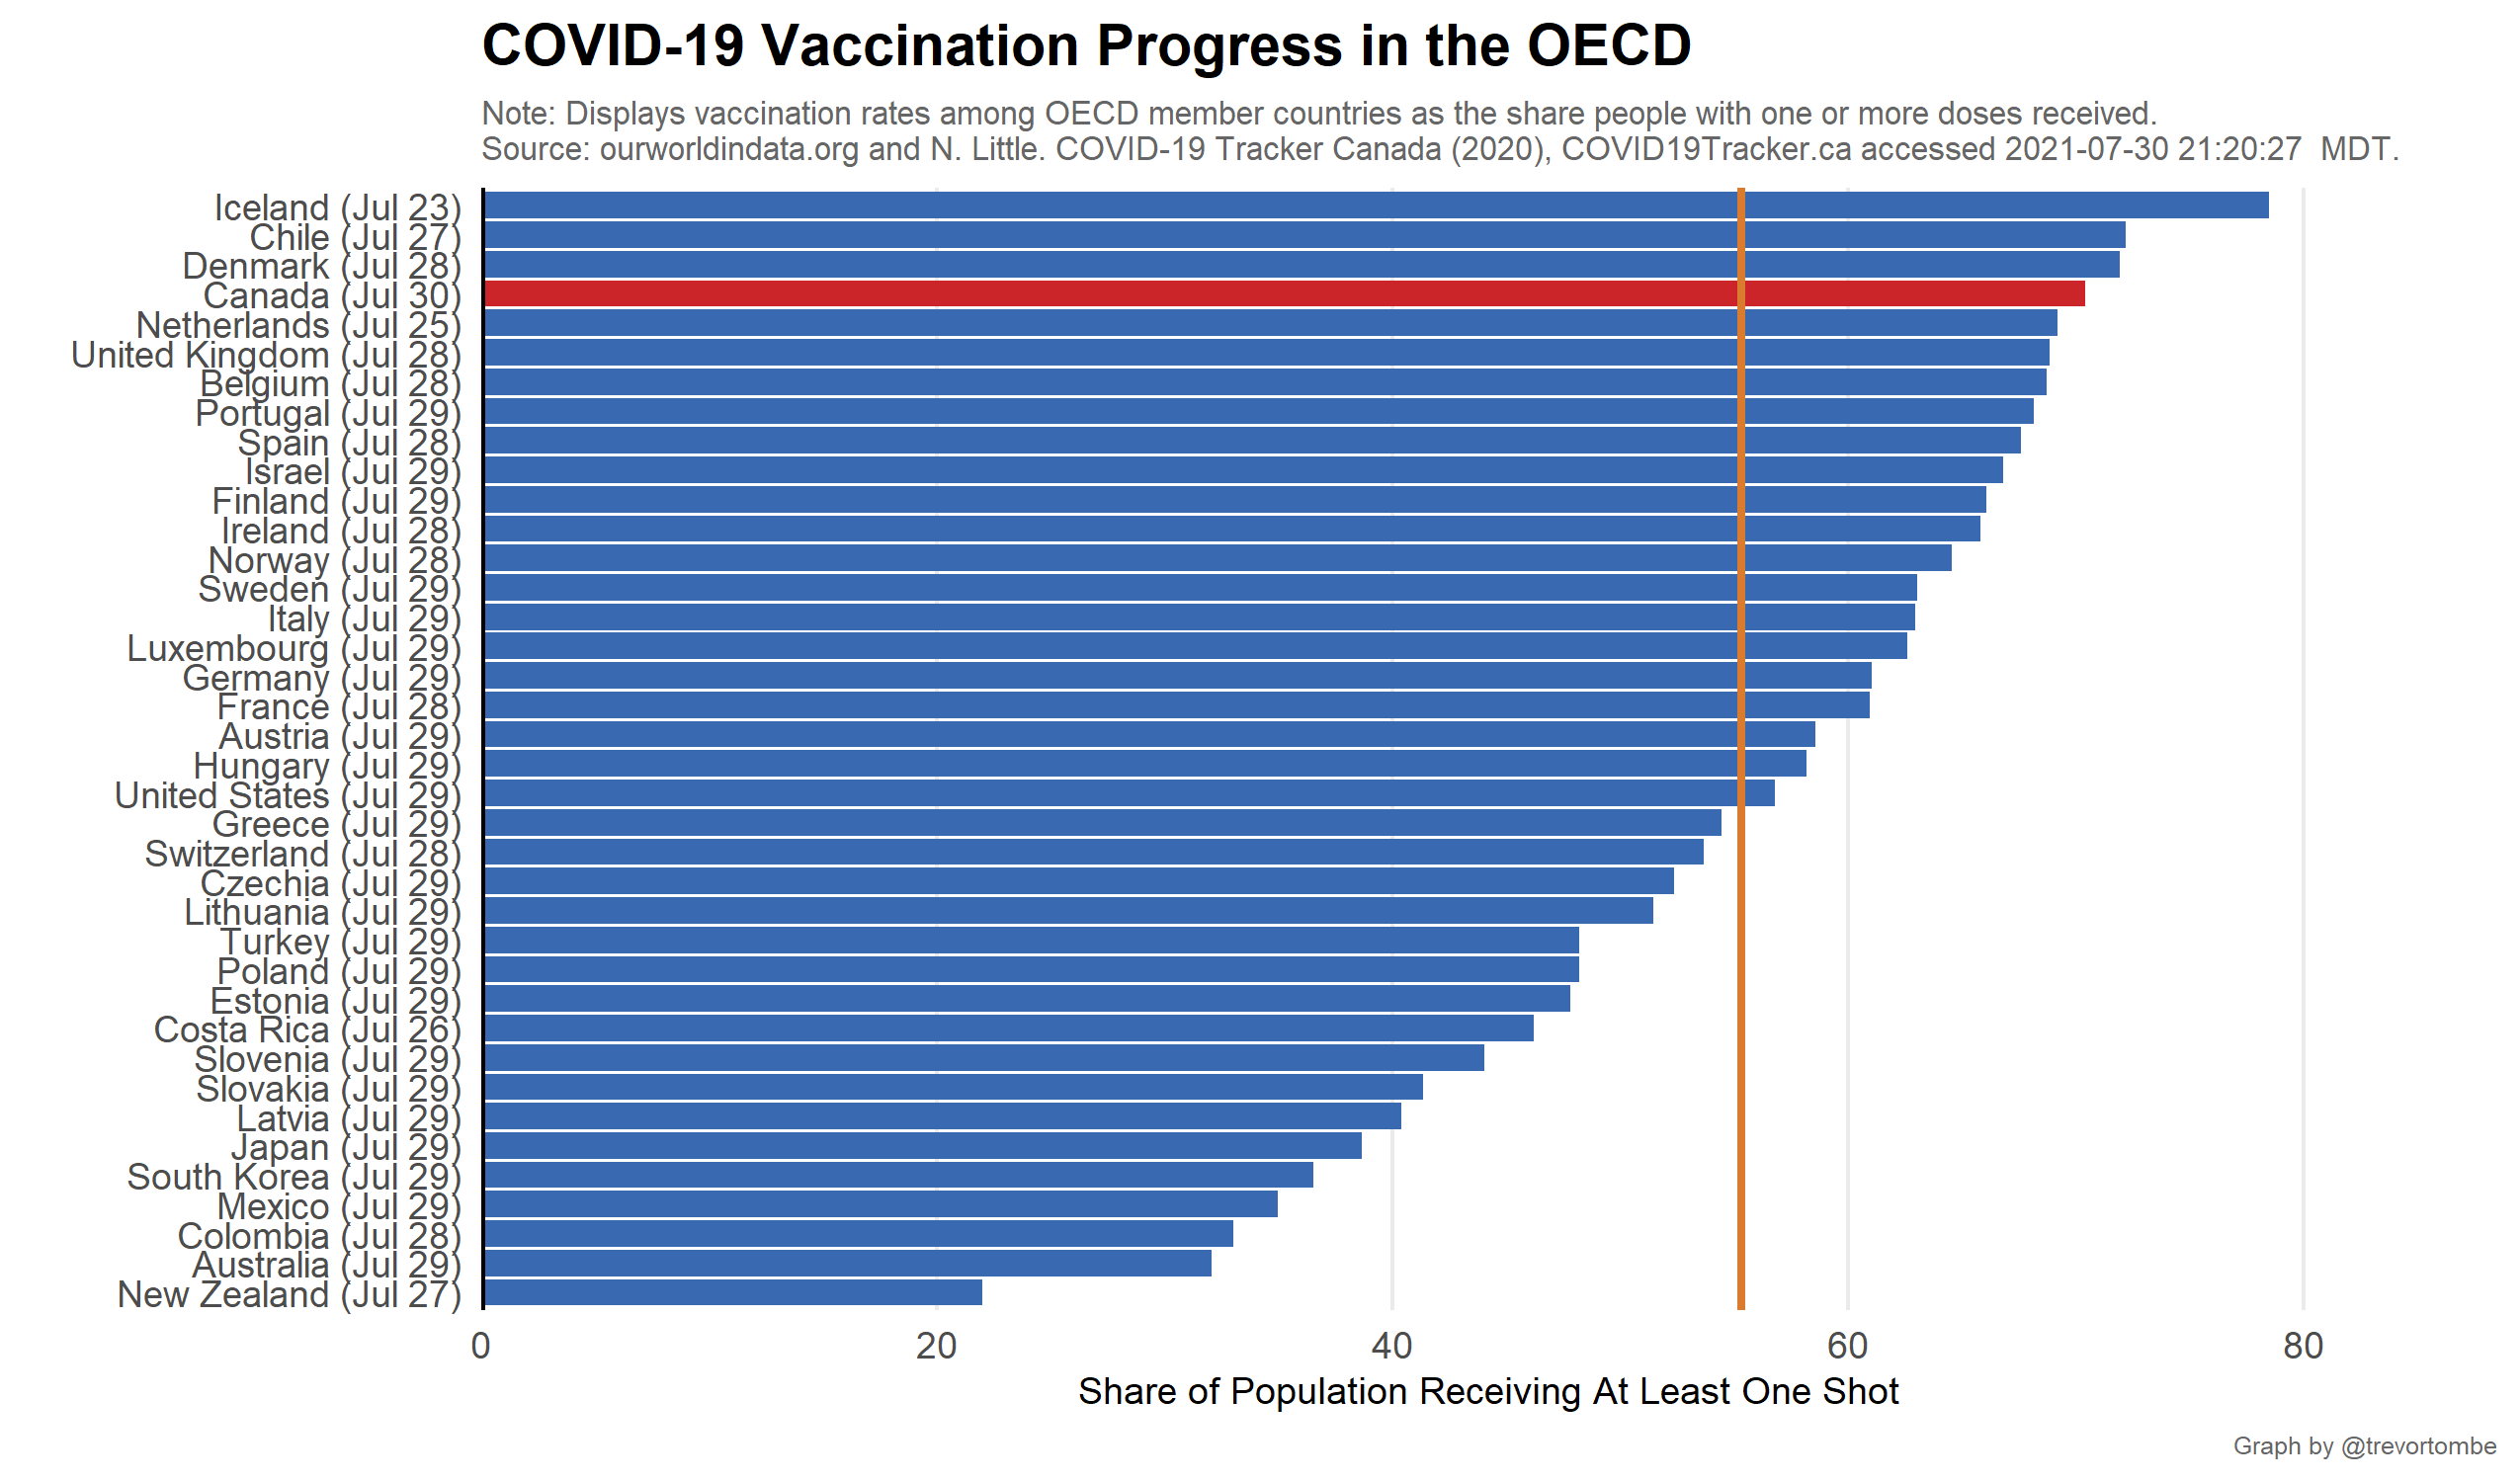 COVID-19 Vaccination Progress in the OECD
Note: Displays vaccination rates among OECD member countries as the share people with one or more doses received.
Source: ourworldindata.org and N. Little. COVID-19 Tracker Canada (2020), COVID19Tracker.ca accessed 2021-07-30 21:20:27  MDT.
Iceland (Jul 23)
Chile (Jul 27)
Denmark (Jul 28)
Canada (Jul 30)
Netherlands (Jul 25)
United Kingdom (Jul 28)
Belgium (Jul 28)
Portugal (Jul 29)
Spain (Jul 28)
Israel (Jul 29)
Finland (Jul 29)
Ireland (Jul 28)
Norway (Jul 28)
Sweden (Jul 29)
Italy (Jul 29)
Luxembourg (Jul 29)
Germany (Jul 29)
France (Jul 28)
Austria (Jul 29)
Hungary (Jul 29)
United States (Jul 29)
Greece (Jul 29)
Switzerland (Jul 28)
Czechia (Jul 29)
Lithuania (Jul 29)
Turkey (Jul 29)
Poland (Jul 29)
Estonia (Jul 29)
Costa Rica (Jul 26)
Slovenia (Jul 29)
Slovakia (Jul 29)
Latvia (Jul 29)
Japan (Jul 29)
South Korea (Jul 29)
Mexico (Jul 29)
Colombia (Jul 28)
Australia (Jul 29)
New Zealand (Jul 27)
0 20 40 60 80
Share of Population Receiving At Least One Shot
Graph by @trevortombe